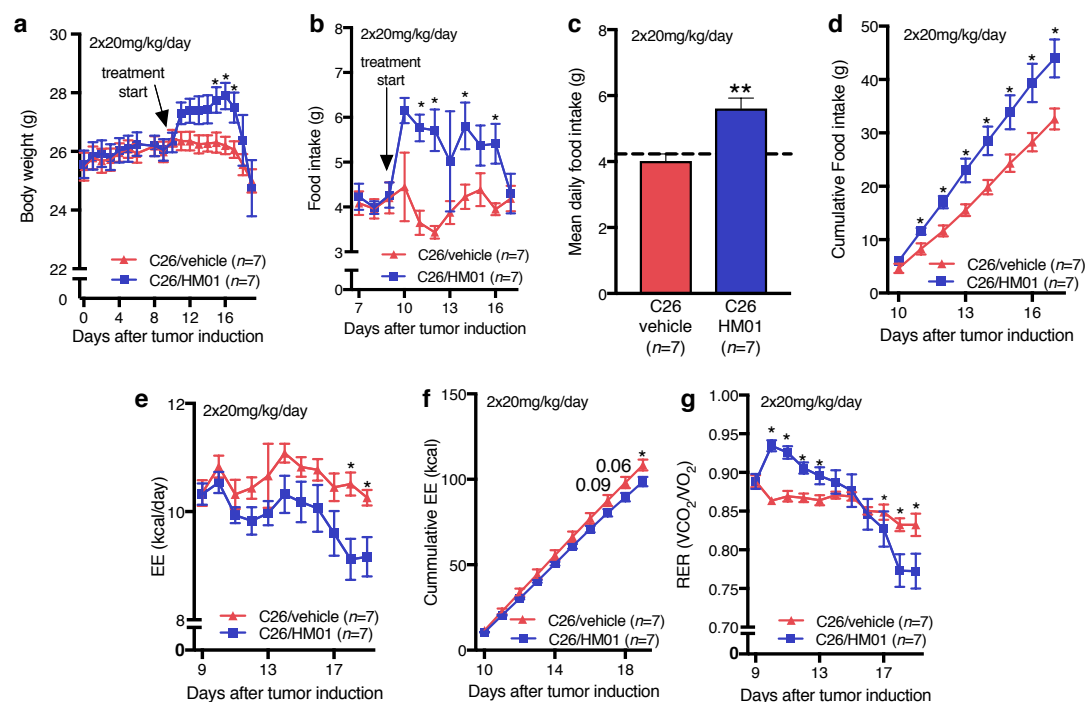 a
2x20mg/kg/day
treatment
start
Body weight (g)
30
28
26
24
22
0
C26/vehicle (n=7)
C26/HM01 (n=7)
0 4 8 12 16
Days after tumor induction
b
2x20mg/kg/day
treatment
start
Food intake (g)
8
7
6
5
4
3
0
* * * *
C26/vehicle (n=7)
C26/HM01 (n=7)
7 10 13 16
Days after tumor induction
c
2x20mg/kg/day
**
Mean daily food intake (g)
8
6
4
2
0
C26
vehicle
(n=7)
C26
HM01
(n=7)
d
2x20mg/kg/day
Cumulative Food intake (g)
50
40
30
20
10
0
* * * * * * *
C26/vehicle (n=7)
C26/HM01 (n=7)
10 13 16
Days after tumor induction
e
2x20mg/kg/day
EE (kcal/day)
12
10
8
0
* *
C26/vehicle (n=7)
C26/HM01 (n=7)
9 13 17
Days after tumor induction
f
2x20mg/kg/day
Cummulative EE (kcal)
150
100
50
0
*
0.06
0.09
C26/vehicle (n=7)
C26/HM01 (n=7)
10 14 18
Days after tumor induction
g
2x20mg/kg/day
RER (VCO2/VO2)
1.00
0.95
0.90
0.85
0.80
0.75
0.70
0
* * * * * * *
C26/vehicle (n=7)
C26/HM01 (n=7)
9 13 17
Days after tumor induction